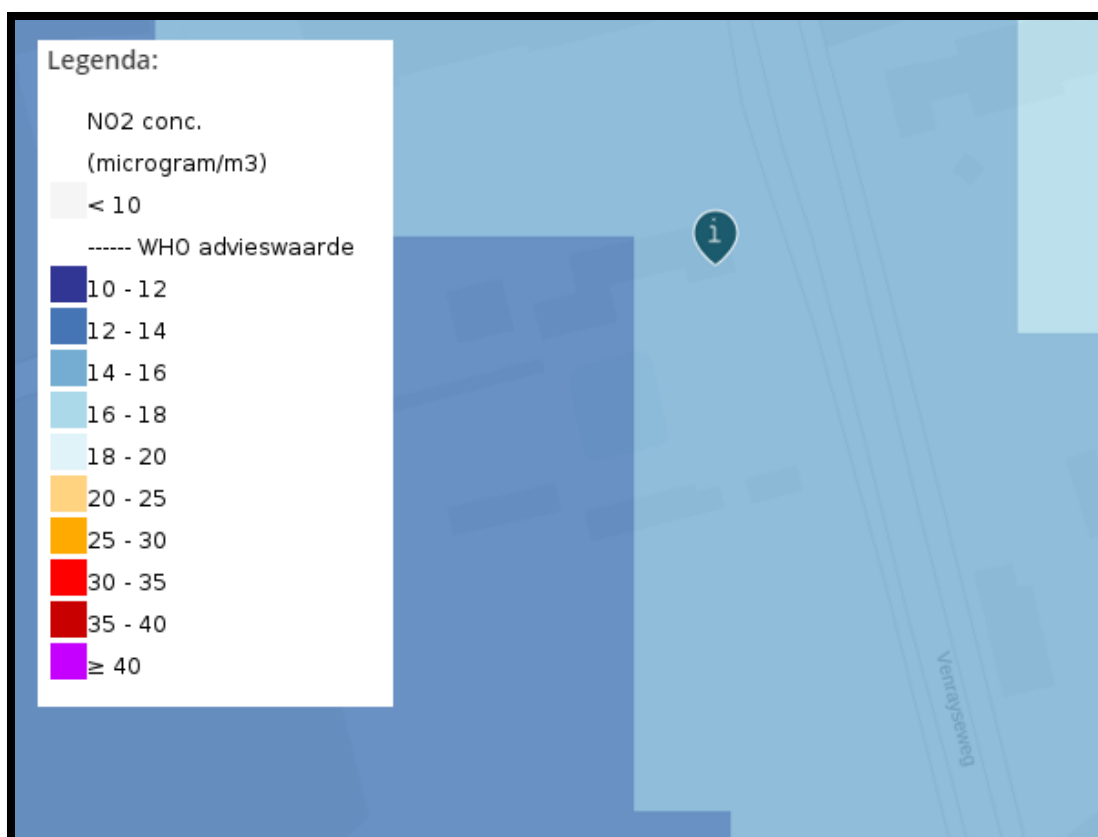 Legenda:
NO2 conc.
(microgram/m3)
< 10
------ WHO advieswaarde
10 - 12
12 - 14
14 - 16
16 - 18
18 - 20
20 - 25
25 - 30
30 - 35
35 - 40
≥ 40
i
Venrayseweg